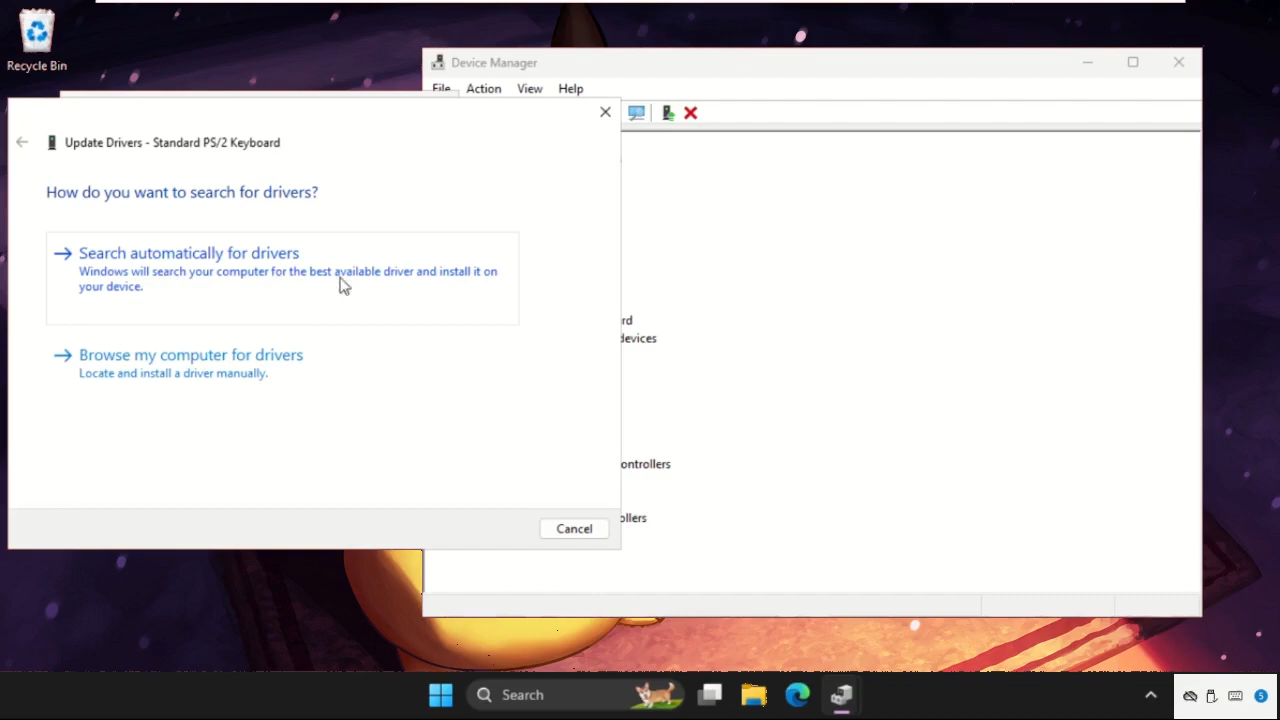 Recycle Bin
Device Manager
File Action View Help
Update Drivers - Standard PS/2 Keyboard
How do you want to search for drivers?
Search automatically for drivers
Windows will search your computer for the best available driver and install it on
your device.
rd
devices
Browse my computer for drivers
Locate and install a driver manually.
ontrollers
ollers
Cancel
Search
5